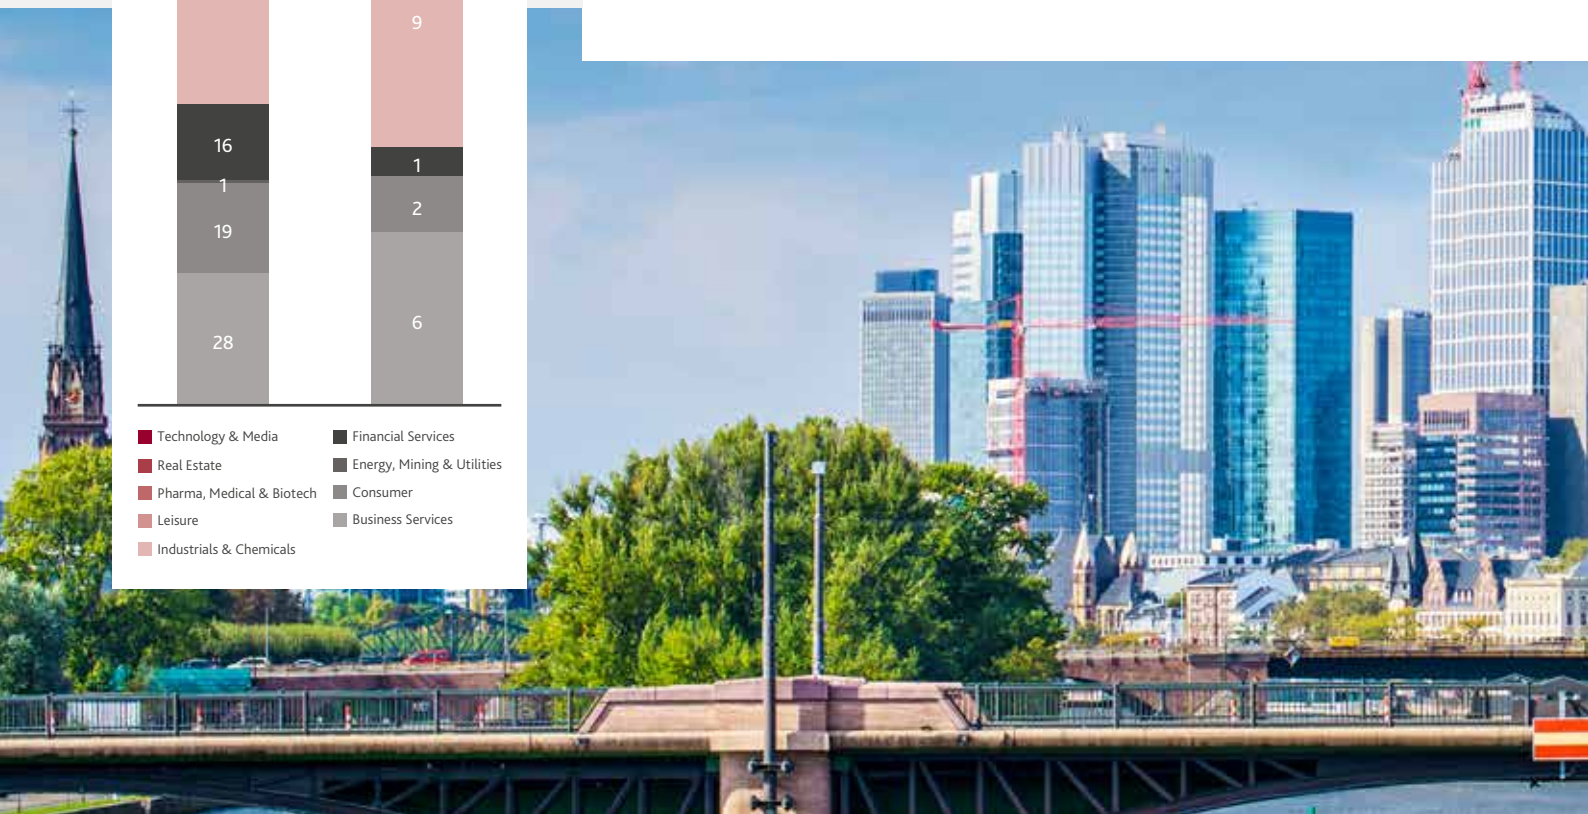 9
16
1
1
2
19
6
28
Technology & Media
Real Estate
Pharma, Medical & Biotech
Leisure
Industrials & Chemicals
Financial Services
Energy, Mining & Utilities
Consumer
Business Services